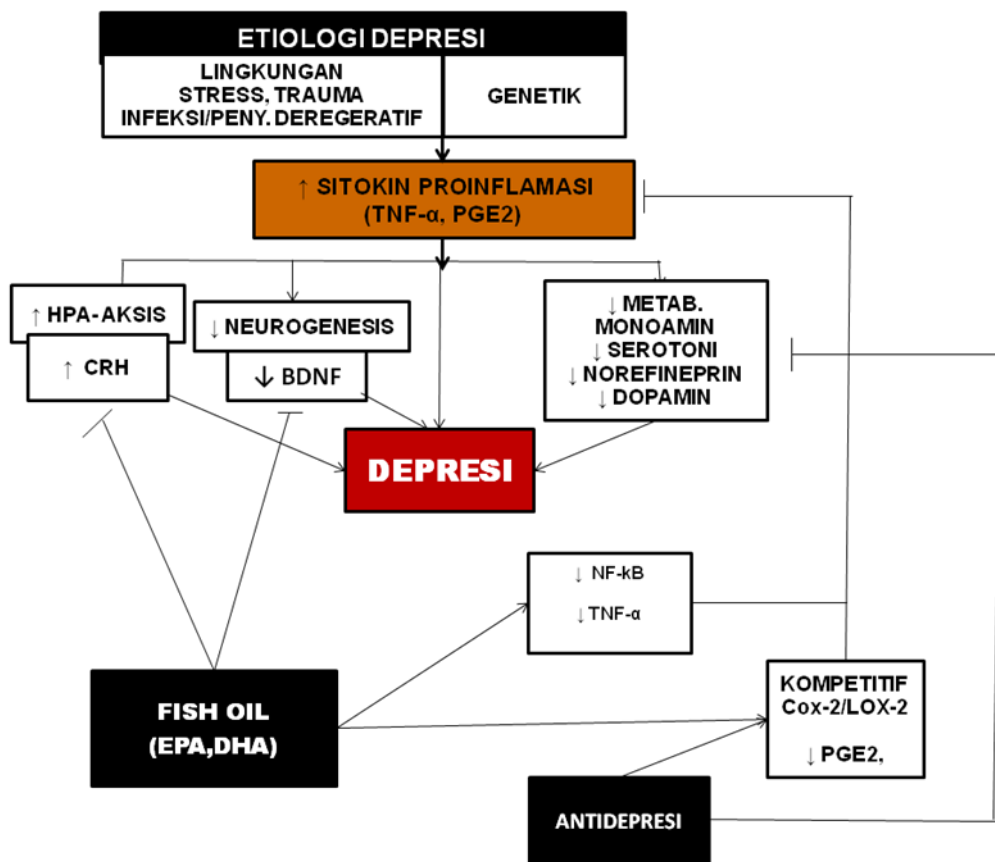 ETIOLOGI DEPRESI
LINGKUNGAN
STRESS, TRAUMA
INFEKSI/PENY. DEREGERATIF
GENETIK
↑ SITOKIN PROINFLAMASI
(TNF-α, PGE2)
↑ HPA-AKSIS
↑ CRH
↓ NEUROGENESIS
↓ BDNF
↓ METAB.
MONOAMIN
↓ SEROTONI
↓ NOREFINEPRIN
↓ DOPAMIN
DEPRESI
↓ NF-kB
↓ TNF-α
FISH OIL
(EPA,DHA)
KOMPETITIF
Cox-2/LOX-2
↓ PGE2,
ANTIDEPRESI